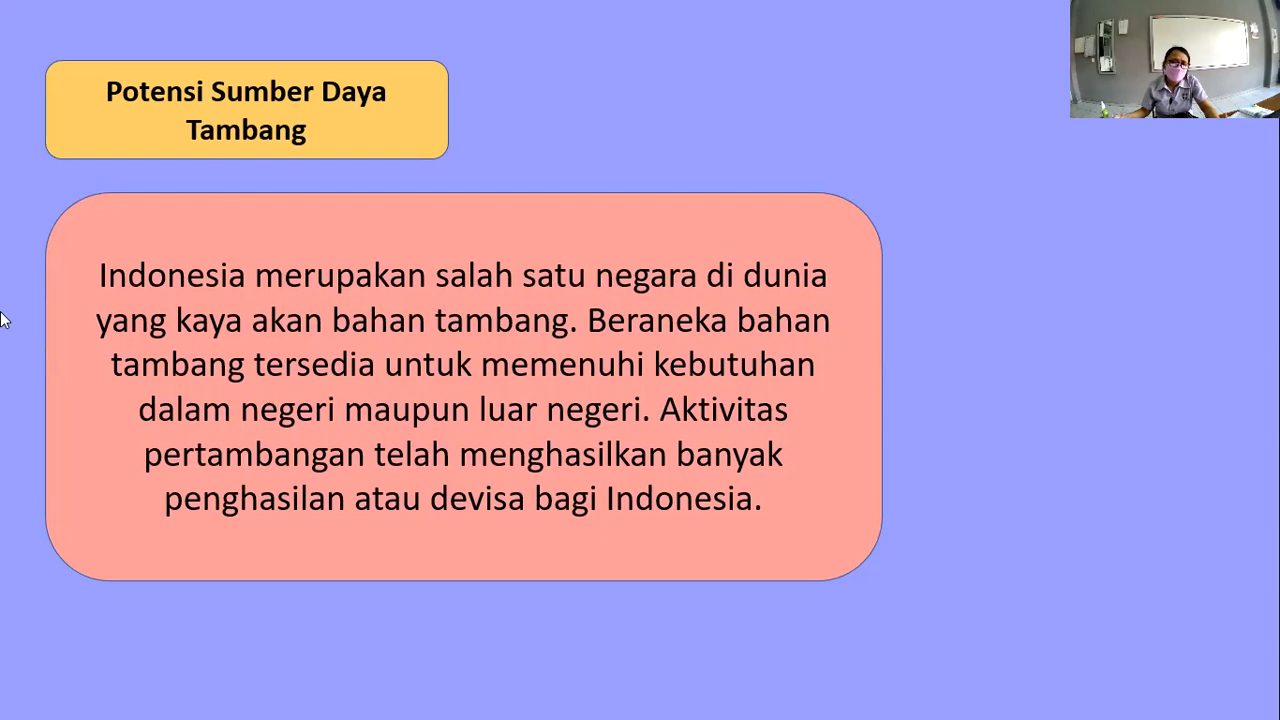 Potensi Sumber Daya
Tambang
Indonesia merupakan salah satu negara di dunia
yang kaya akan bahan tambang. Beraneka bahan
tambang tersedia untuk memenuhi kebutuhan
dalam negeri maupun luar negeri. Aktivitas
pertambangan telah menghasilkan banyak
penghasilan atau devisa bagi Indonesia.